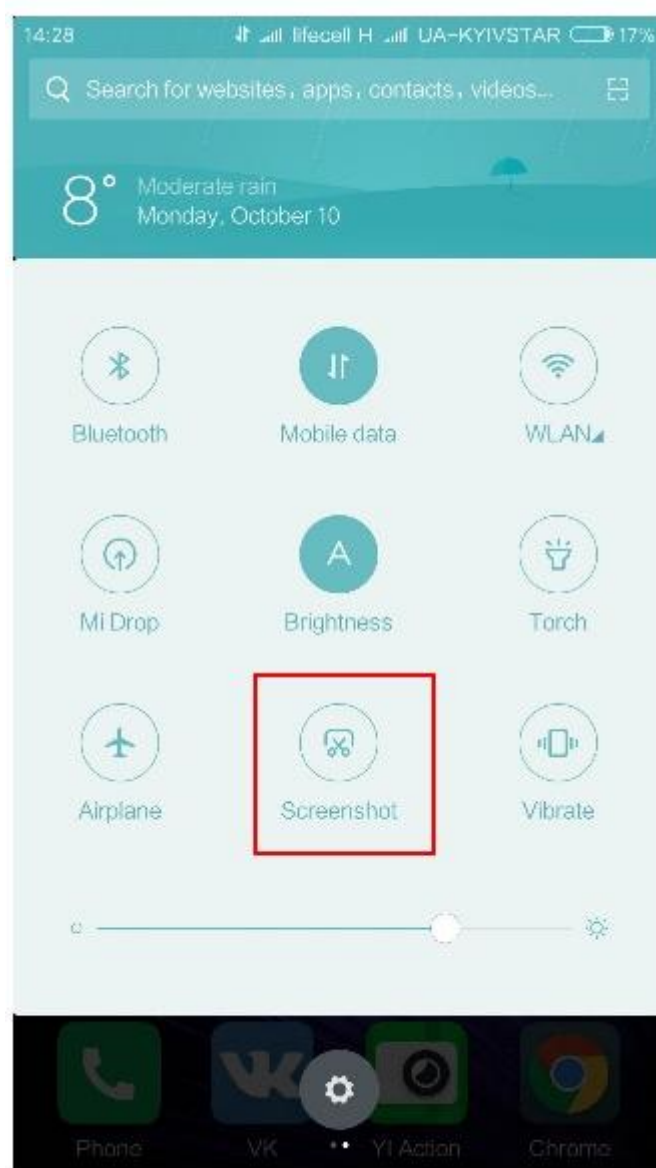 14:28 lifecell H UA-KYIVSTAR 17%
Search for websites, apps, contacts, videos...
8° Moderate rain
Monday, October 10
Bluetooth Mobile data WLAN
Mi Drop A Brightness Torch
Airplane Screenshot Vibrate
Phone VK YI Action Chrome